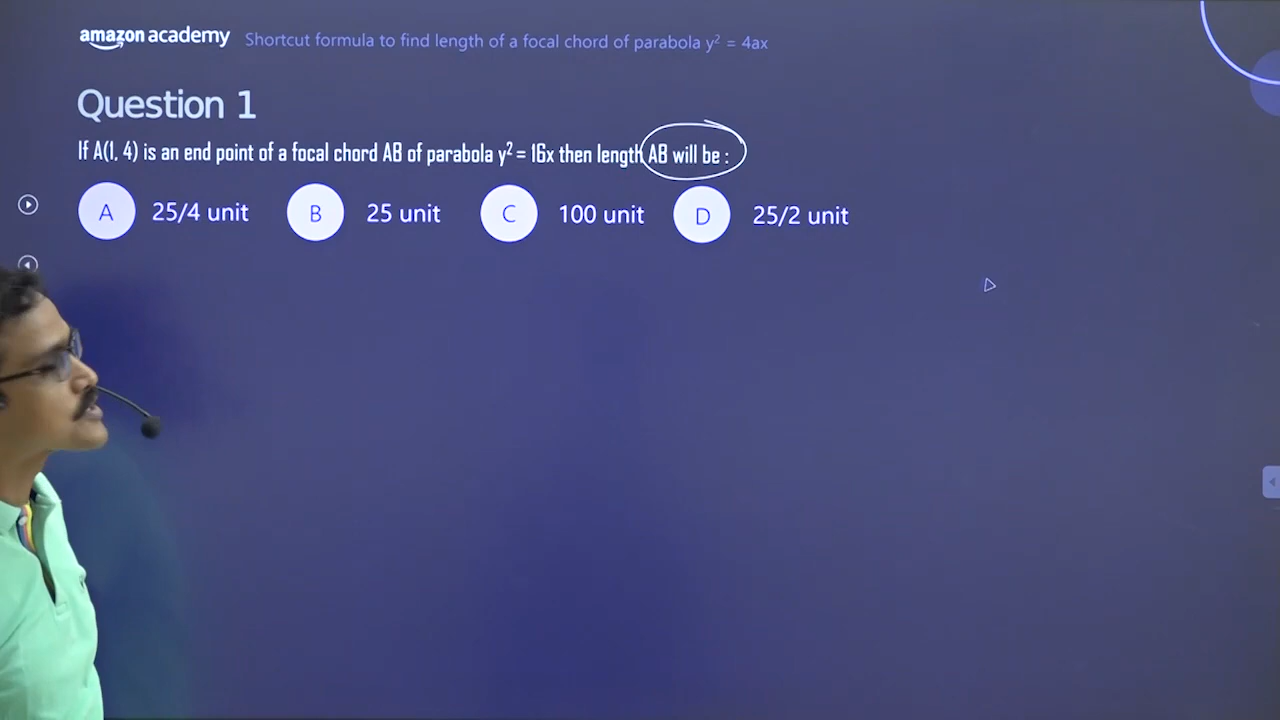 amazon academy Shortcut formula to find length of a focal chord of parabola y² = 4ax
Question 1
If A(1, 4) is an end point of a focal chord AB of parabola y² = 16x then length AB will be :
A 25/4 unit B 25 unit C 100 unit D 25/2 unit